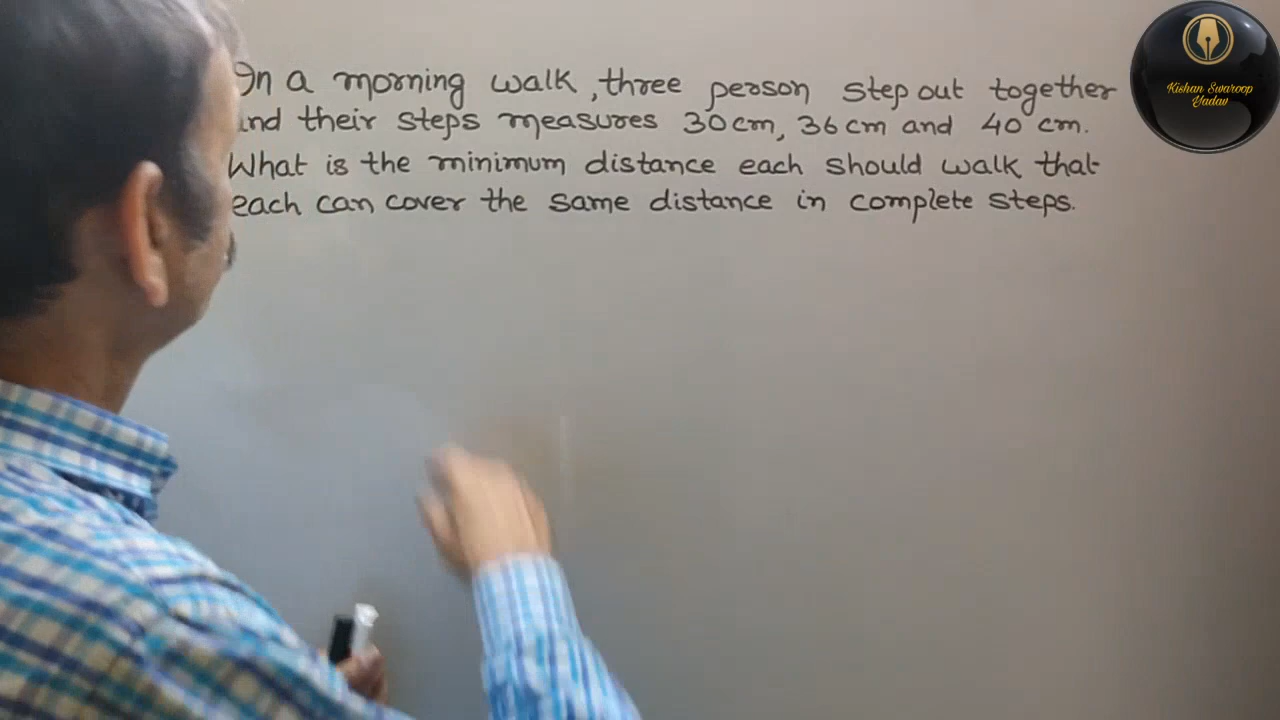 In a morning walk, three person step out together
and their steps measures 30 cm, 36 cm and 40 cm.
What is the minimum distance each should walk that
each can cover the same distance in complete steps.
Kishan Swaroop
Yadav